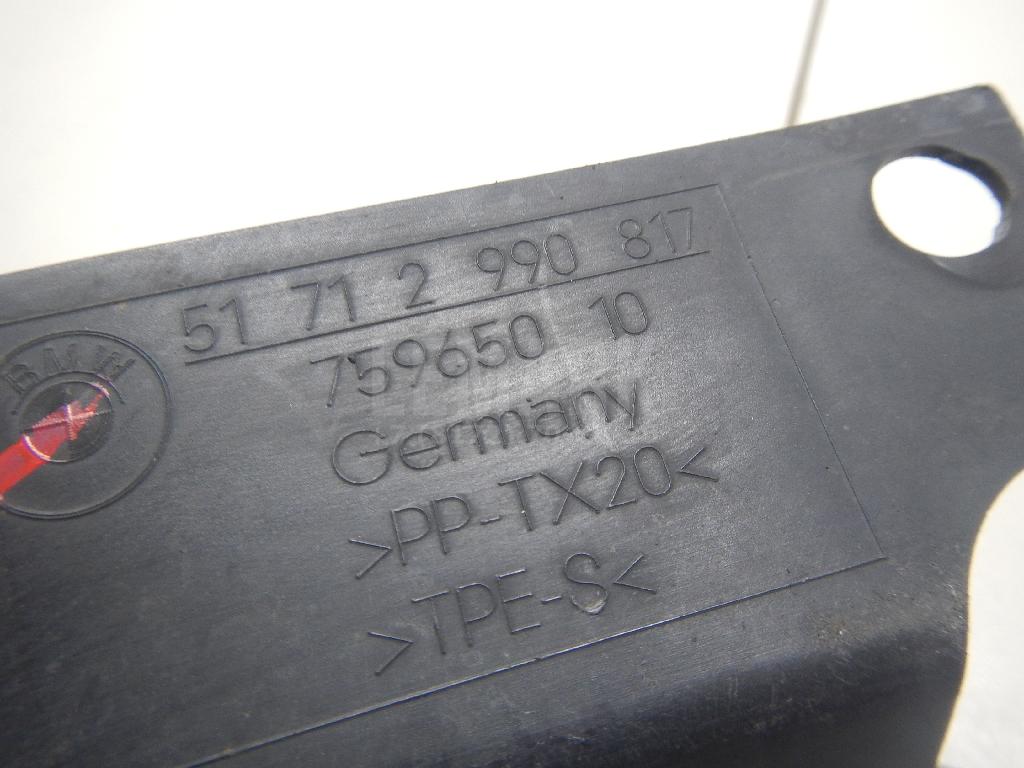 BMW
51 71 2 990 817
759650 10
Germany
>PP-TX20<
>TPE-S<